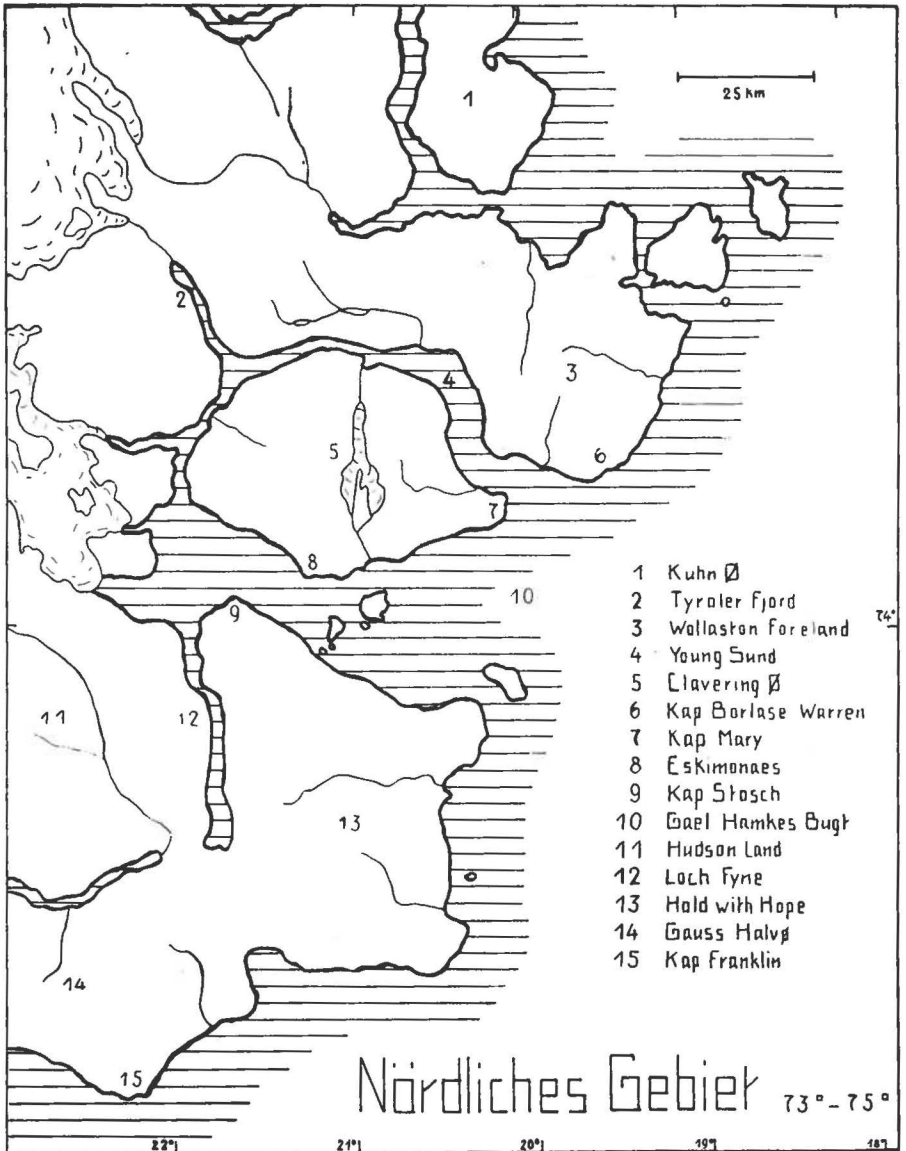 1
25 km
2
3
4
5
6
7
8
9
10
11
12
13
14
15
1 Kuhn Ø
2 Tyroler Fjord
3 Wollaston Foreland
4 Young Sund
5 Clavering Ø
6 Kap Borlase Warren
7 Kap Mary
8 Eskimonaes
9 Kap Stosch
10 Gael Hamkes Bugt
11 Hudson Land
12 Loch Fyne
13 Hold with Hope
14 Gauss Halvø
15 Kap Franklin
74°
Nördliches Gebiet 73°-75°
22° 21° 20° 19° 18°